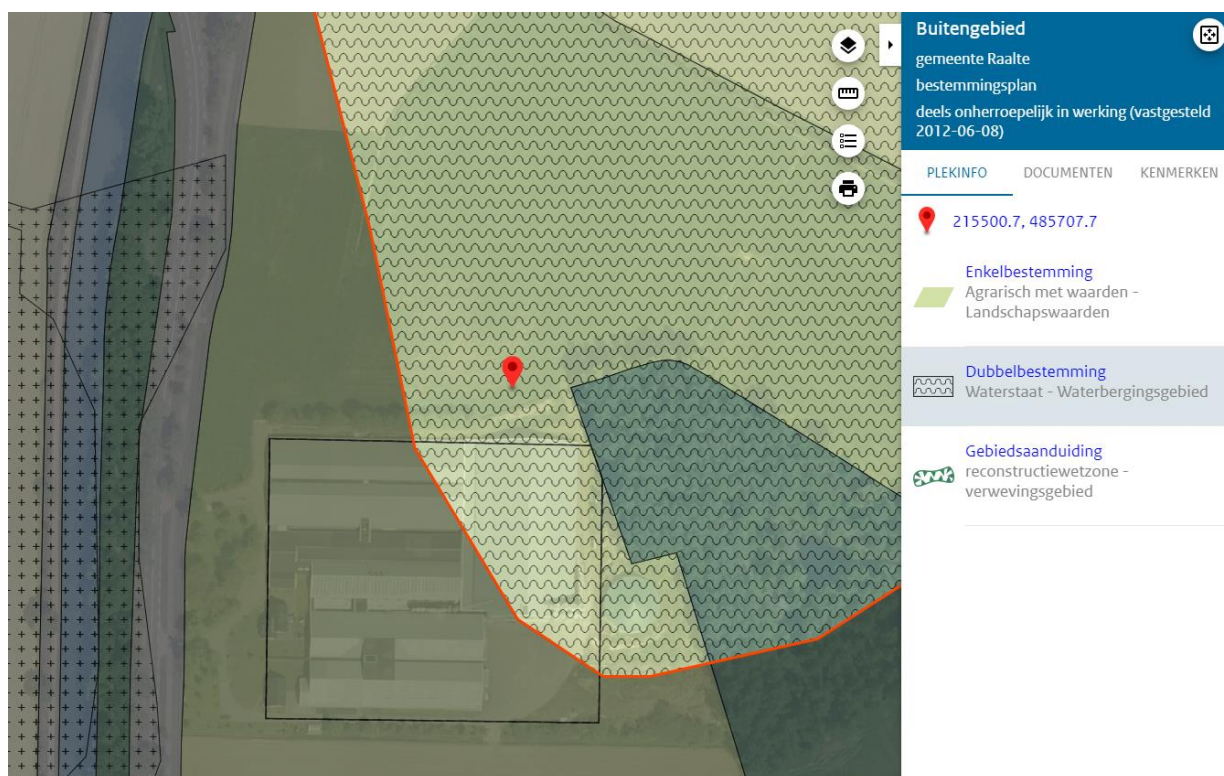 Buitengebied
gemeente Raalte
bestemmingsplan
deels onherroepelijk in werking (vastgesteld
2012-06-08)
PLEKINFO DOCUMENTEN KENMERKEN
215500.7, 485707.7
Enkelbestemming
Agrarisch met waarden -
Landschapswaarden
Dubbelbestemming
Waterstaat - Waterbergingsgebied
Gebiedsaanduiding
reconstructiewetzone -
verwevingsgebied